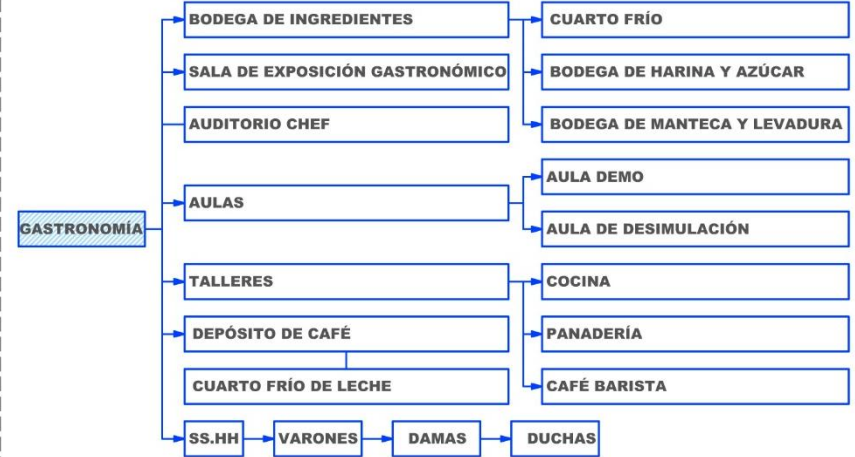 GASTRONOMÍA
BODEGA DE INGREDIENTES
CUARTO FRÍO
BODEGA DE HARINA Y AZÚCAR
BODEGA DE MANTECA Y LEVADURA
SALA DE EXPOSICIÓN GASTRONÓMICO
AUDITORIO CHEF
AULAS
AULA DEMO
AULA DE DESIMULACIÓN
TALLERES
COCINA
PANADERÍA
CAFÉ BARISTA
DEPÓSITO DE CAFÉ
CUARTO FRÍO DE LECHE
SS.HH
VARONES
DAMAS
DUCHAS